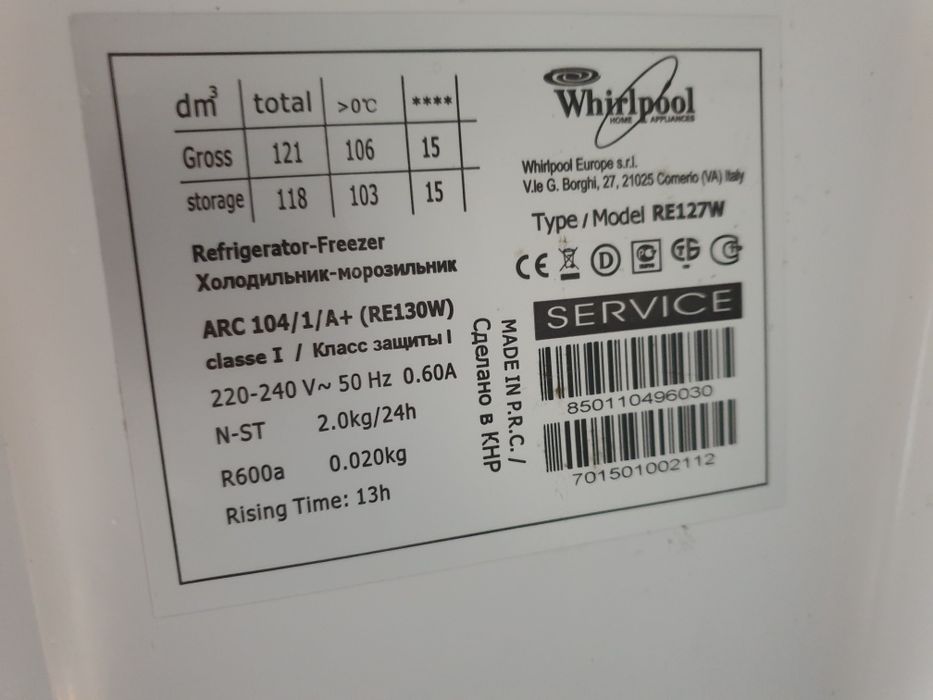 dm³ total >0℃ ****
Gross 121 106 15
storage 118 103 15
Refrigerator-Freezer
Холодильник-морозильник
ARC 104/1/A+ (RE130W)
classe I / Класс защиты I
220-240 V~ 50 Hz 0.60A
N-ST 2.0kg/24h
R600a 0.020kg
Rising Time: 13h
MADE IN P.R.C. /
Сделано в КНР
Whirlpool
HOME APPLIANCES
Whirlpool Europe s.r.l.
V.le G. Borghi, 27, 21025 Comerio (VA) Italy
Type / Model RE127W
CE D
SERVICE
850110496030
701501002112